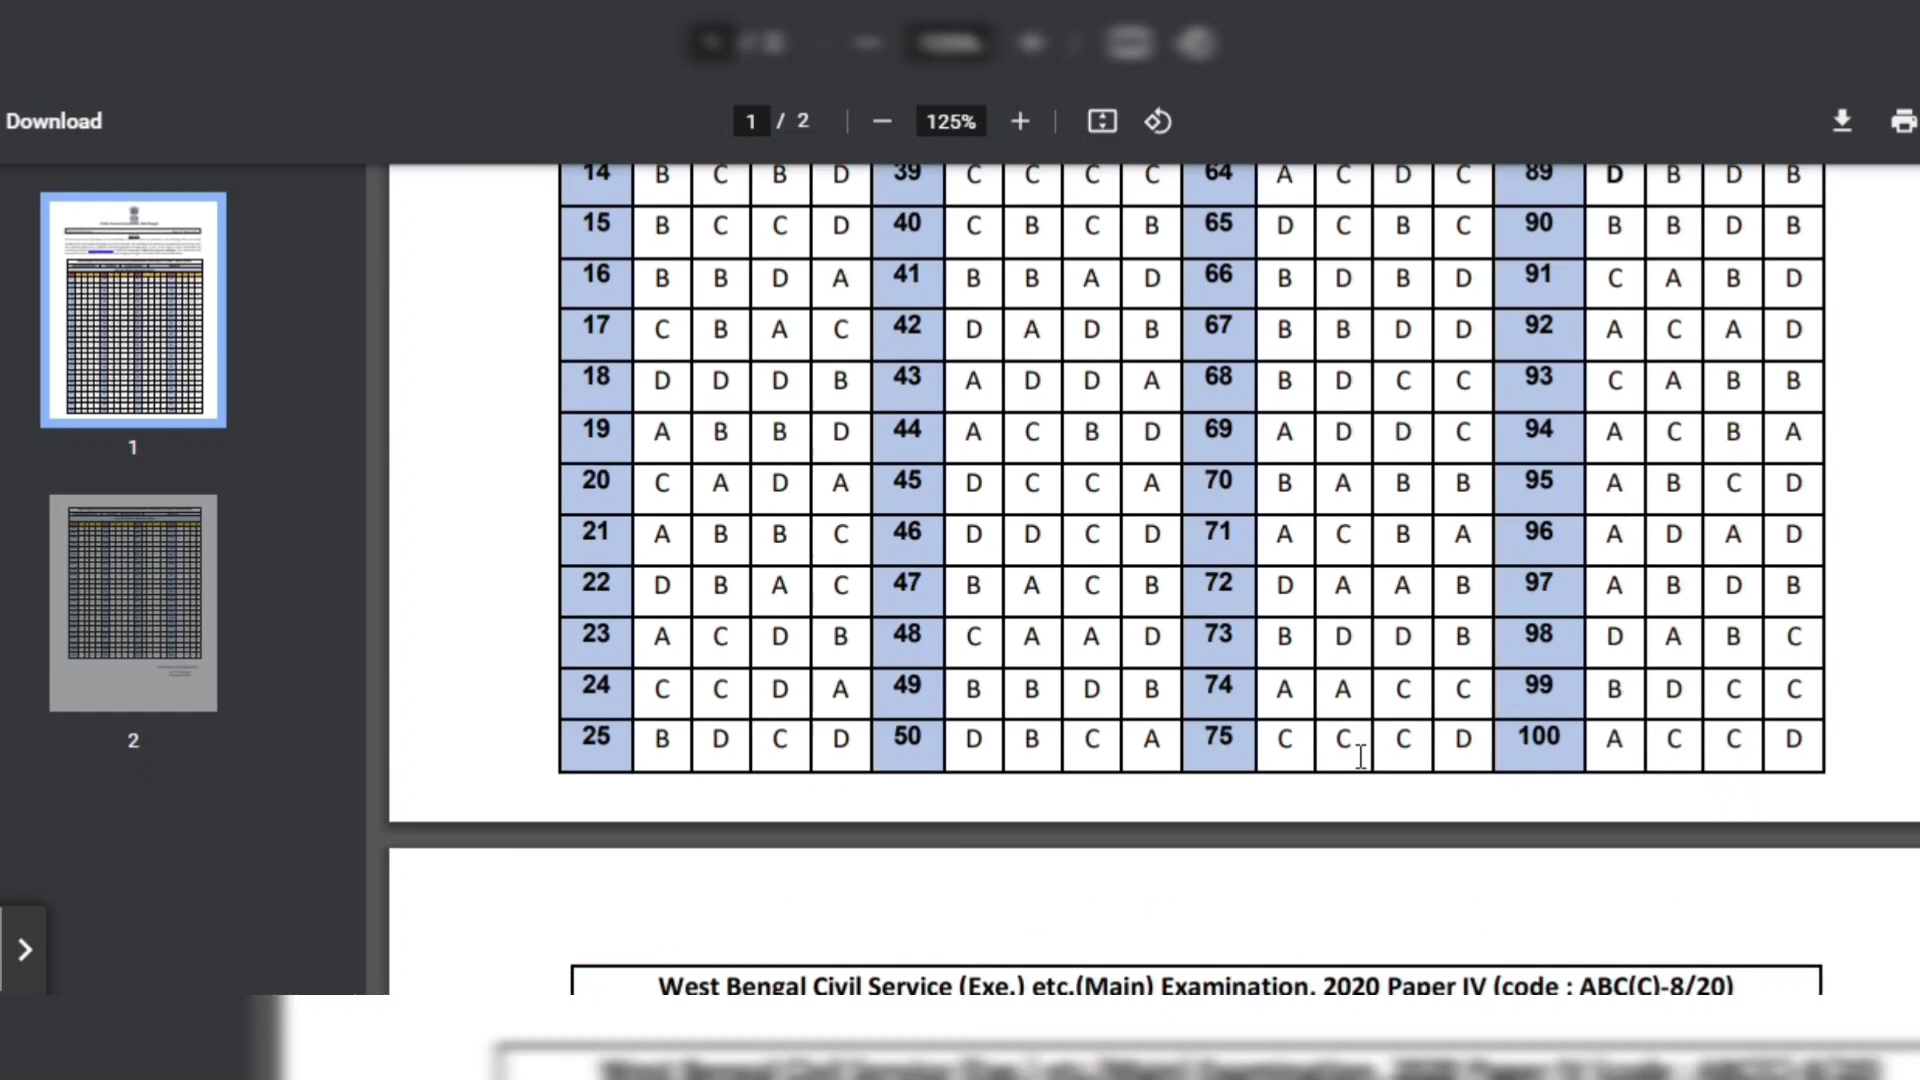 Download
1 / 2 125%
14 B C B D 39 C C C C 64 A C D C 89 D B D B
15 B C C D 40 C B C B 65 D C B C 90 B B D B
16 B B D A 41 B B A D 66 B D B D 91 C A B D
17 C B A C 42 D A D B 67 B B D D 92 A C A D
18 D D D B 43 A D D A 68 B D C C 93 C A B B
19 A B B D 44 A C B D 69 A D D C 94 A C B A
20 C A D A 45 D C C A 70 B A B B 95 A B C D
21 A B B C 46 D D C D 71 A C B A 96 A D A D
22 D B A C 47 B A C B 72 D A A B 97 A B D B
23 A C D B 48 C A A D 73 B D D B 98 D A B C
24 C C D A 49 B B D B 74 A A C C 99 B D C C
25 B D C D 50 D B C A 75 C C C D 100 A C C D
1
2
West Bengal Civil Service (Exe.) etc.(Main) Examination, 2020 Paper IV (code : ABC(C)-8/20)